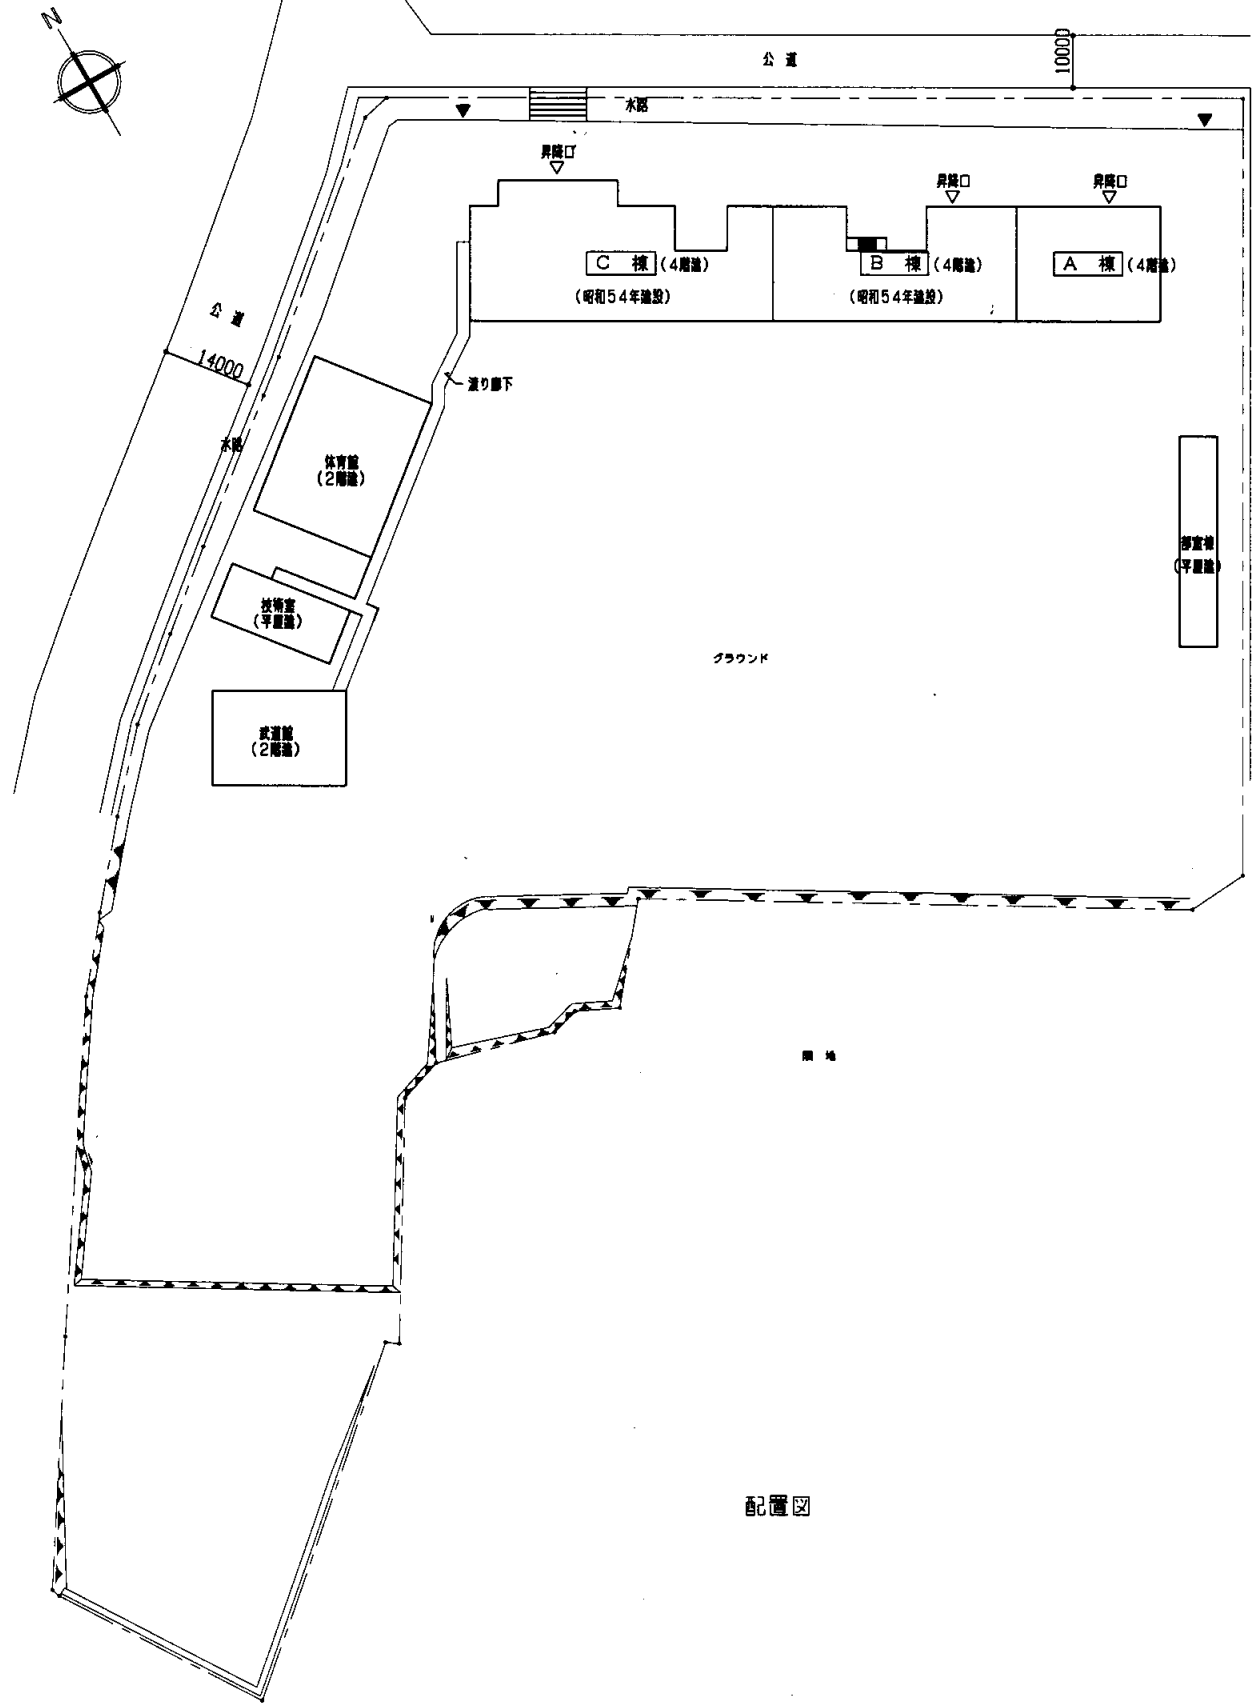 N
公道
10000
水路
昇降口
昇降口
昇降口
C 棟 (4階建)
B 棟 (4階建)
A 棟 (4階建)
(昭和54年建設)
(昭和54年建設)
公道
14000
渡り廊下
水路
体育館
(2階建)
部室棟
(平屋建)
技術室
(平屋建)
グラウンド
武道館
(2階建)
隣地
配置図